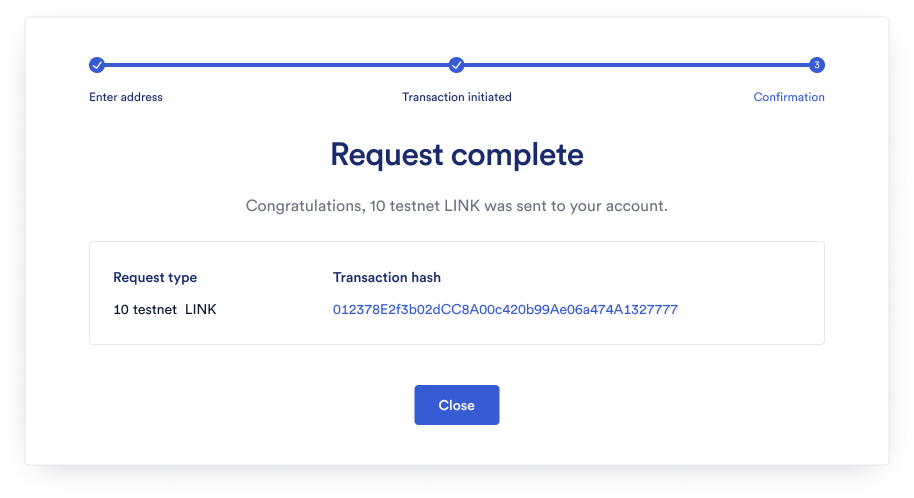 3
Enter address Transaction initiated Confirmation
Request complete
Congratulations, 10 testnet LINK was sent to your account.
Request type Transaction hash
10 testnet LINK 012378E2f3b02dCC8A00c420b99Ae06a474A1327777
Close